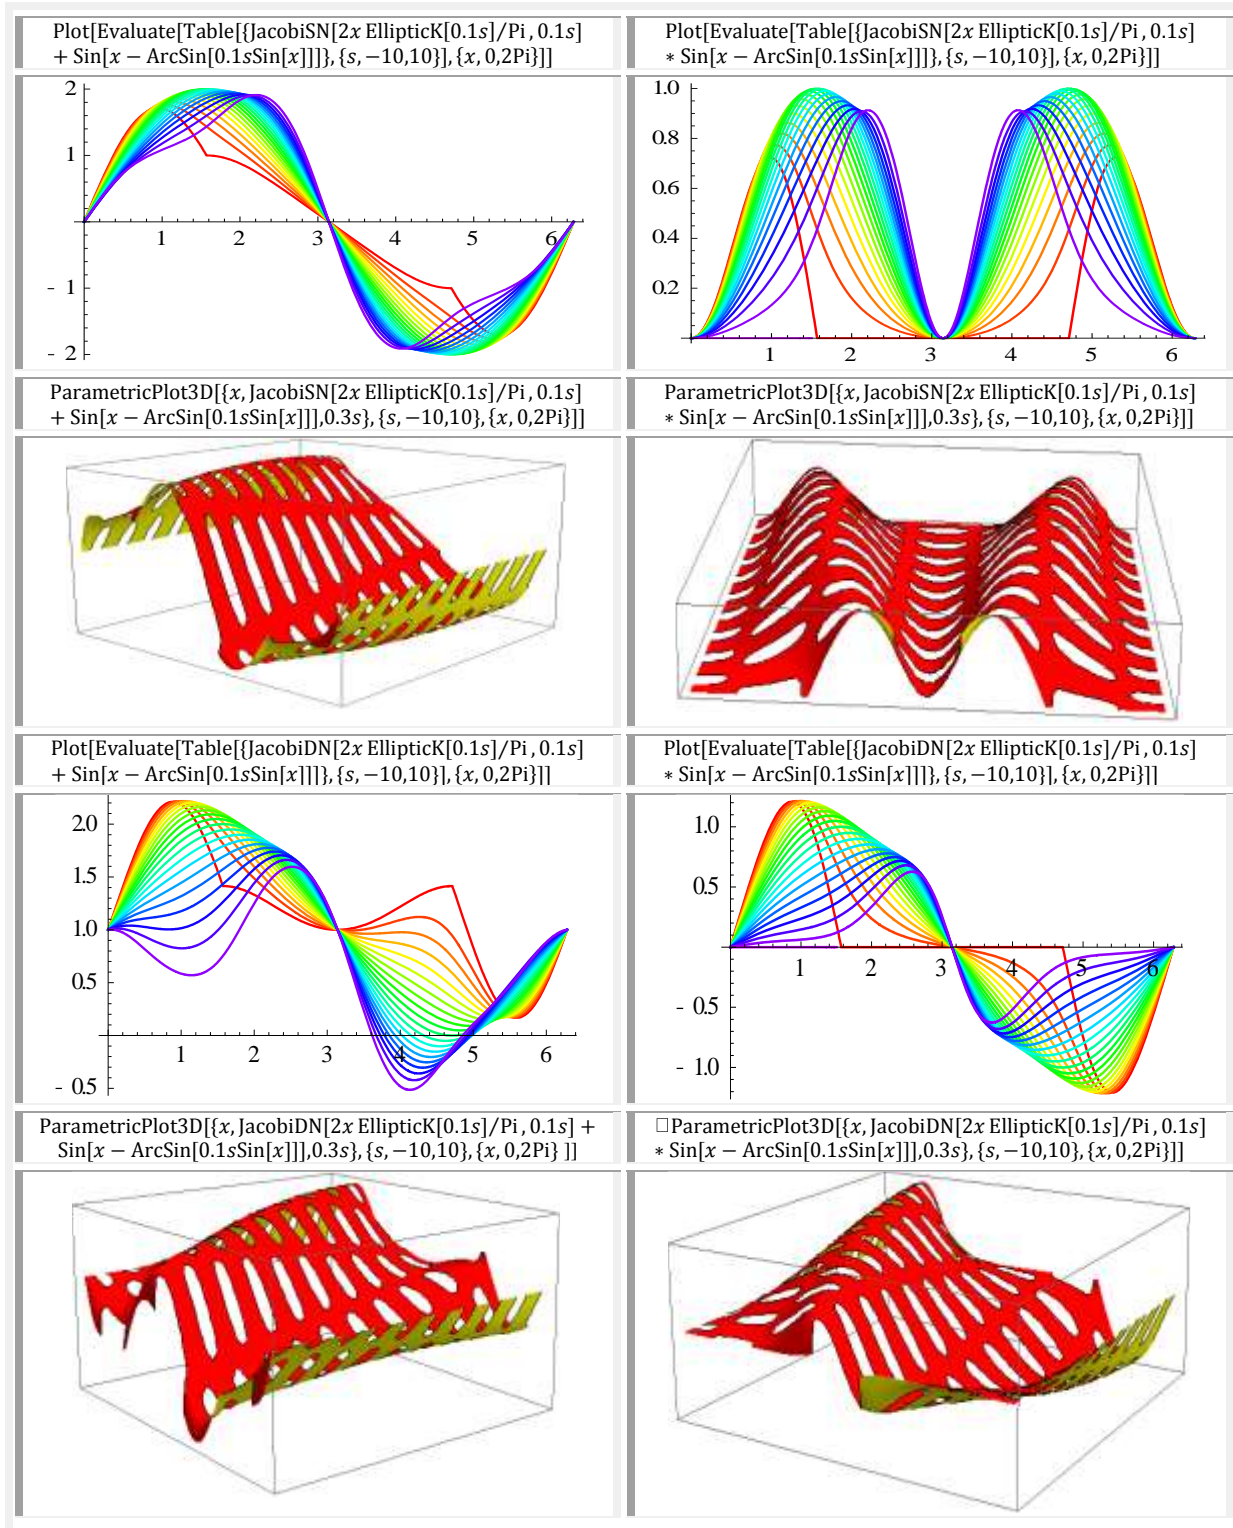 Plot[Evaluate[Table[{JacobiSN[2x EllipticK[0.1s]/Pi , 0.1s]
+ Sin[x − ArcSin[0.1sSin[x]]]}, {s, −10,10}], {x, 0,2Pi}]]
Plot[Evaluate[Table[{JacobiSN[2x EllipticK[0.1s]/Pi , 0.1s]
∗ Sin[x − ArcSin[0.1sSin[x]]]}, {s, −10,10}], {x, 0,2Pi}]]
2
1
- 1
- 2
1 2 3 4 5 6
1.0
0.8
0.6
0.4
0.2
1 2 3 4 5 6
ParametricPlot3D[{x, JacobiSN[2x EllipticK[0.1s]/Pi , 0.1s]
+ Sin[x − ArcSin[0.1sSin[x]]],0.3s}, {s, −10,10}, {x, 0,2Pi}]]
ParametricPlot3D[{x, JacobiSN[2x EllipticK[0.1s]/Pi , 0.1s]
∗ Sin[x − ArcSin[0.1sSin[x]]],0.3s}, {s, −10,10}, {x, 0,2Pi}]]
Plot[Evaluate[Table[{JacobiDN[2x EllipticK[0.1s]/Pi , 0.1s]
+ Sin[x − ArcSin[0.1sSin[x]]]}, {s, −10,10}], {x, 0,2Pi}]]
Plot[Evaluate[Table[{JacobiDN[2x EllipticK[0.1s]/Pi , 0.1s]
∗ Sin[x − ArcSin[0.1sSin[x]]]}, {s, −10,10}], {x, 0,2Pi}]]
2.0
1.5
1.0
0.5
- 0.5
1 2 3 4 5 6
1.0
0.5
- 0.5
- 1.0
1 2 3 4 5 6
ParametricPlot3D[{x, JacobiDN[2x EllipticK[0.1s]/Pi , 0.1s] +
Sin[x − ArcSin[0.1sSin[x]]],0.3s}, {s, −10,10}, {x, 0,2Pi} ]]
□ParametricPlot3D[{x, JacobiDN[2x EllipticK[0.1s]/Pi , 0.1s]
∗ Sin[x − ArcSin[0.1sSin[x]]],0.3s}, {s, −10,10}, {x, 0,2Pi}]]